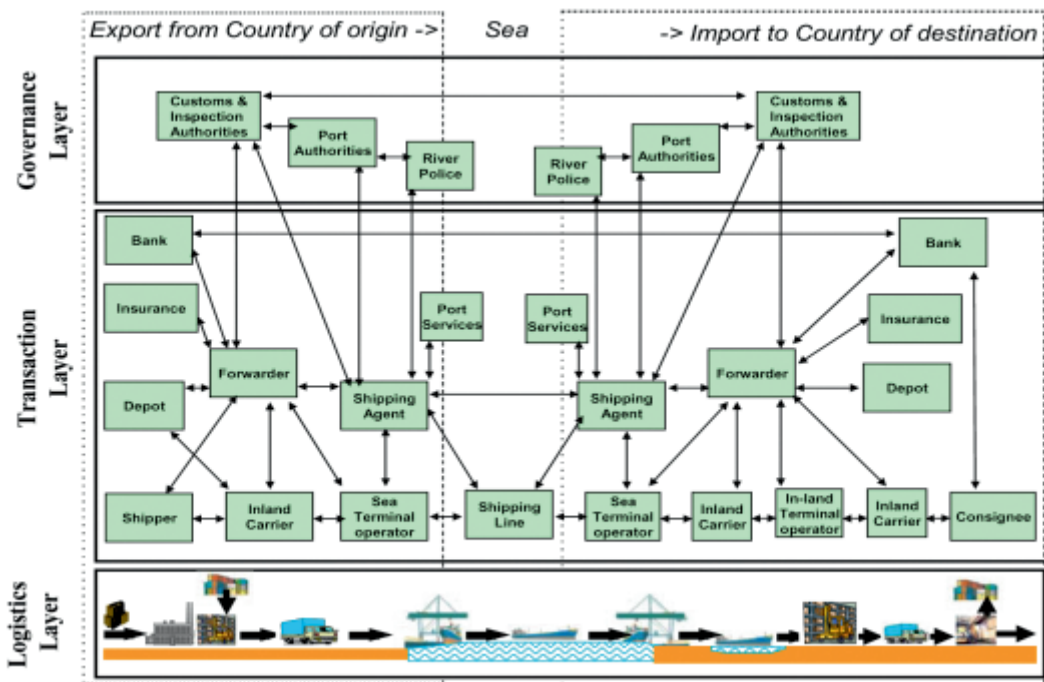 Export from Country of origin ->
Sea
-> Import to Country of destination
Governance
Layer
Customs &
Inspection
Authorities
Port
Authorities
River
Police
River
Police
Port
Authorities
Customs &
Inspection
Authorities
Transaction
Layer
Bank
Bank
Insurance
Port
Services
Port
Services
Insurance
Forwarder
Forwarder
Depot
Shipping
Agent
Shipping
Agent
Depot
Shipper
Inland
Carrier
Sea
Terminal
operator
Shipping
Line
Sea
Terminal
operator
Inland
Carrier
In-land
Terminal
operator
Inland
Carrier
Consignee
Logistics
Layer